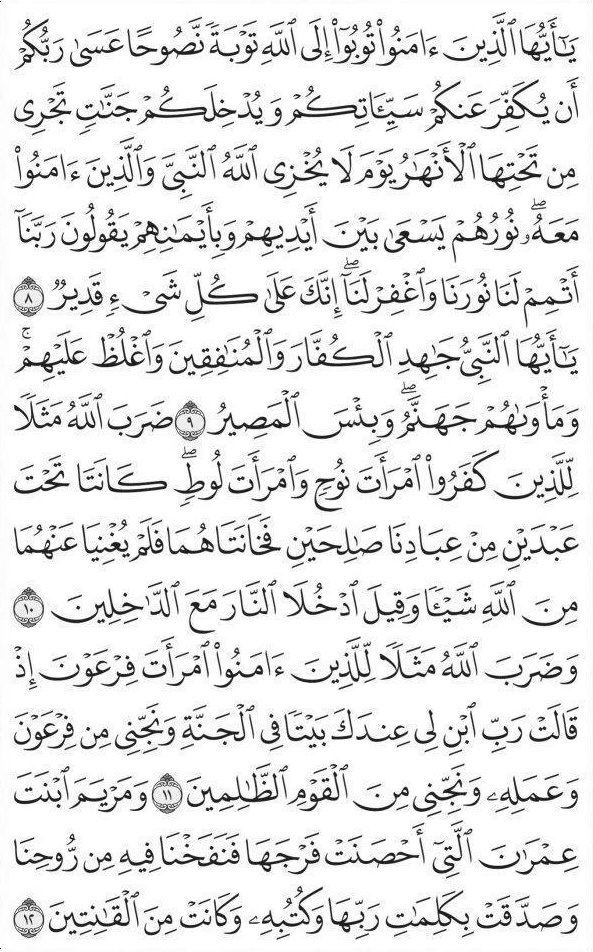 يَٰٓأَيُّهَا ٱلَّذِينَ ءَامَنُواْ تُوبُوٓاْ إِلَى ٱللَّهِ تَوۡبَةٗ نَّصُوحًا عَسَىٰ رَبُّكُمۡ
أَن يُكَفِّرَ عَنكُمۡ سَيِّـَٔاتِكُمۡ وَيُدۡخِلَكُمۡ جَنَّٰتٖ تَجۡرِي
مِن تَحۡتِهَا ٱلۡأَنۡهَٰرُ يَوۡمَ لَا يُخۡزِي ٱللَّهُ ٱلنَّبِيَّ وَٱلَّذِينَ ءَامَنُواْ
مَعَهُۥۖ نُورُهُمۡ يَسۡعَىٰ بَيۡنَ أَيۡدِيهِمۡ وَبِأَيۡمَٰنِهِمۡ يَقُولُونَ رَبَّنَآ
أَتۡمِمۡ لَنَا نُورَنَا وَٱغۡفِرۡ لَنَآۖ إِنَّكَ عَلَىٰ كُلِّ شَيۡءٖ قَدِيرٞ ٨
يَٰٓأَيُّهَا ٱلنَّبِيُّ جَٰهِدِ ٱلۡكُفَّارَ وَٱلۡمُنَٰفِقِينَ وَٱغۡلُظۡ عَلَيۡهِمۡۚ
وَمَأۡوَىٰهُمۡ جَهَنَّمُۖ وَبِئۡسَ ٱلۡمَصِيرُ ٩ ضَرَبَ ٱللَّهُ مَثَلٗا
لِّلَّذِينَ كَفَرُواْ ٱمۡرَأَتَ نُوحٖ وَٱمۡرَأَتَ لُوطٖۖ كَانَتَا تَحۡتَ
عَبۡدَيۡنِ مِنۡ عِبَادِنَا صَٰلِحَيۡنِ فَخَانَتَاهُمَا فَلَمۡ يُغۡنِيَا عَنۡهُمَا
مِنَ ٱللَّهِ شَيۡـٔٗا وَقِيلَ ٱدۡخُلَا ٱلنَّارَ مَعَ ٱلدَّٰخِلِينَ ١٠
وَضَرَبَ ٱللَّهُ مَثَلٗا لِّلَّذِينَ ءَامَنُواْ ٱمۡرَأَتَ فِرۡعَوۡنَ إِذۡ
قَالَتۡ رَبِّ ٱبۡنِ لِي عِندَكَ بَيۡتٗا فِي ٱلۡجَنَّةِ وَنَجِّنِي مِن فِرۡعَوۡنَ
وَعَمَلِهِۦ وَنَجِّنِي مِنَ ٱلۡقَوۡمِ ٱلظَّٰلِمِينَ ١١ وَمَرۡيَمَ ٱبۡنَتَ
عِمۡرَٰنَ ٱلَّتِيٓ أَحۡصَنَتۡ فَرۡجَهَا فَنَفَخۡنَا فِيهِ مِن رُّوحِنَا
وَصَدَّقَتۡ بِكَلِمَٰتِ رَبِّهَا وَكُتُبِهِۦ وَكَانَتۡ مِنَ ٱلۡقَٰنِتِينَ ١٢